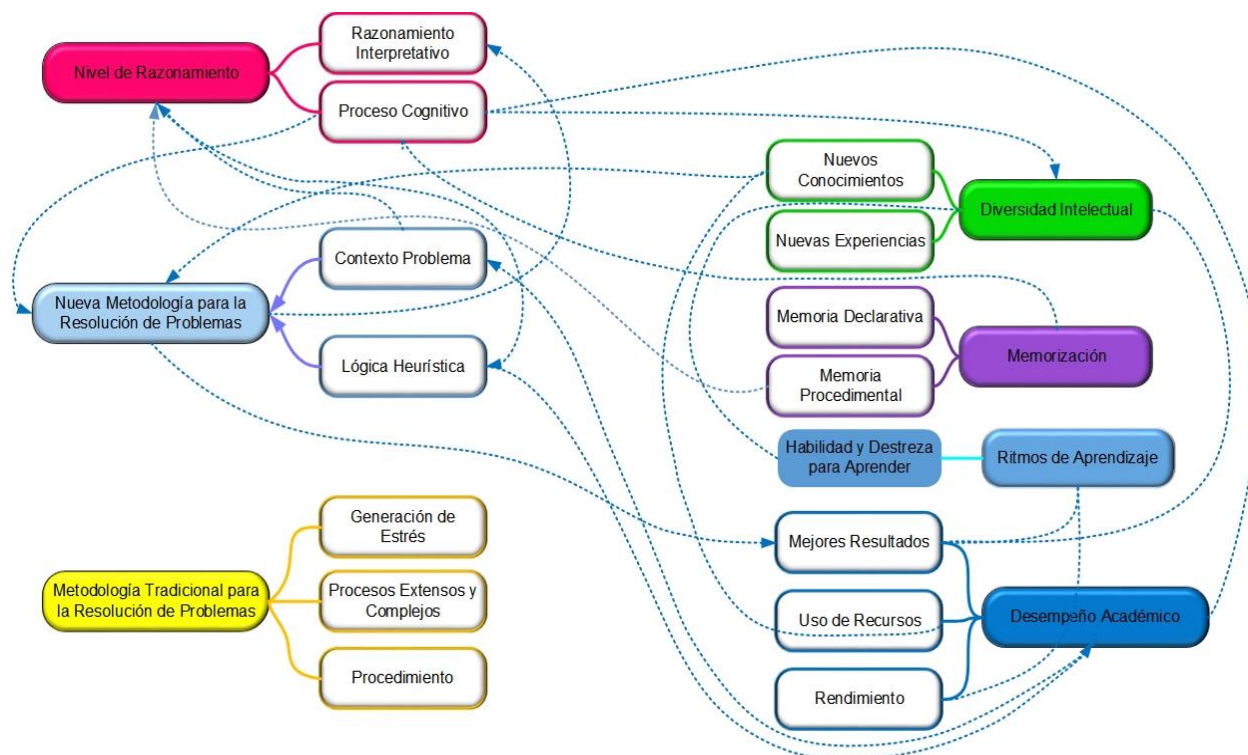 Nivel de Razonamiento
Razonamiento
Interpretativo
Proceso Cognitivo
Nueva Metodología para la
Resolución de Problemas
Contexto Problema
Lógica Heurística
Metodología Tradicional para
la Resolución de Problemas
Generación de
Estrés
Procesos Extensos y
Complejos
Procedimiento
Nuevos
Conocimientos
Nuevas Experiencias
Diversidad Intelectual
Memoria Declarativa
Memoria
Procedimental
Memorización
Habilidad y Destreza
para Aprender
Ritmos de Aprendizaje
Mejores Resultados
Uso de Recursos
Rendimiento
Desempeño Académico